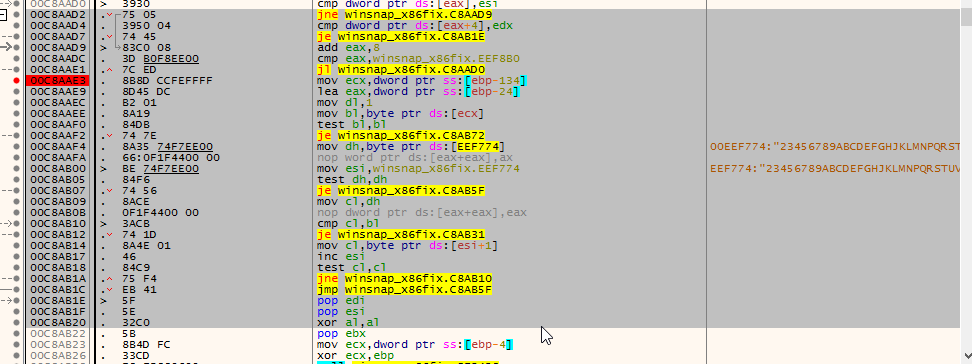 00C8AAD0 > 3930 cmp dword ptr ds:[eax],esi
00C8AAD2 . 75 05 jne winsnap_x86fix.C8AAD9
00C8AAD4 . 3950 04 cmp dword ptr ds:[eax+4],edx
00C8AAD7 . 74 45 je winsnap_x86fix.C8AB1E
00C8AAD9 > 83C0 08 add eax,8
00C8AADC . 3D B0F8EE00 cmp eax,winsnap_x86fix.EEF8B0
00C8AAE1 . 7C ED jl winsnap_x86fix.C8AAD0
00C8AAE3 . 8B8D CCFEFFFF mov ecx,dword ptr ss:[ebp-134]
00C8AAE9 . 8D45 DC lea eax,dword ptr ss:[ebp-24]
00C8AAEC . B2 01 mov dl,1
00C8AAEE . 8A19 mov bl,byte ptr ds:[ecx]
00C8AAF0 . 84DB test bl,bl
00C8AAF2 . 74 7E je winsnap_x86fix.C8AB72
00C8AAF4 . 8A35 74F7EE00 mov dh,byte ptr ds:[EEF774] 00EEF774:"23456789ABCDEFGHJKLMNPQRST
00C8AAFA . 66:0F1F4400 00 nop word ptr ds:[eax+eax],ax
00C8AB00 > BE 74F7EE00 mov esi,winsnap_x86fix.EEF774 EEF774:"23456789ABCDEFGHJKLMNPQRSTUV
00C8AB05 . 84F6 test dh,dh
00C8AB07 . 74 56 je winsnap_x86fix.C8AB5F
00C8AB09 . 8ACE mov cl,dh
00C8AB0B . 0F1F4400 00 nop dword ptr ds:[eax+eax],eax
00C8AB10 > 3ACB cmp cl,bl
00C8AB12 . 74 1D je winsnap_x86fix.C8AB31
00C8AB14 . 8A4E 01 mov cl,byte ptr ds:[esi+1]
00C8AB17 . 46 inc esi
00C8AB18 . 84C9 test cl,cl
00C8AB1A . 75 F4 jne winsnap_x86fix.C8AB10
00C8AB1C . EB 41 jmp winsnap_x86fix.C8AB5F
00C8AB1E > 5F pop edi
00C8AB1F . 5E pop esi
00C8AB20 . 32C0 xor al,al
00C8AB22 . 5B pop ebx
00C8AB23 . 8B4D FC mov ecx,dword ptr ss:[ebp-4]
00C8AB26 . 33CD xor ecx,ebp